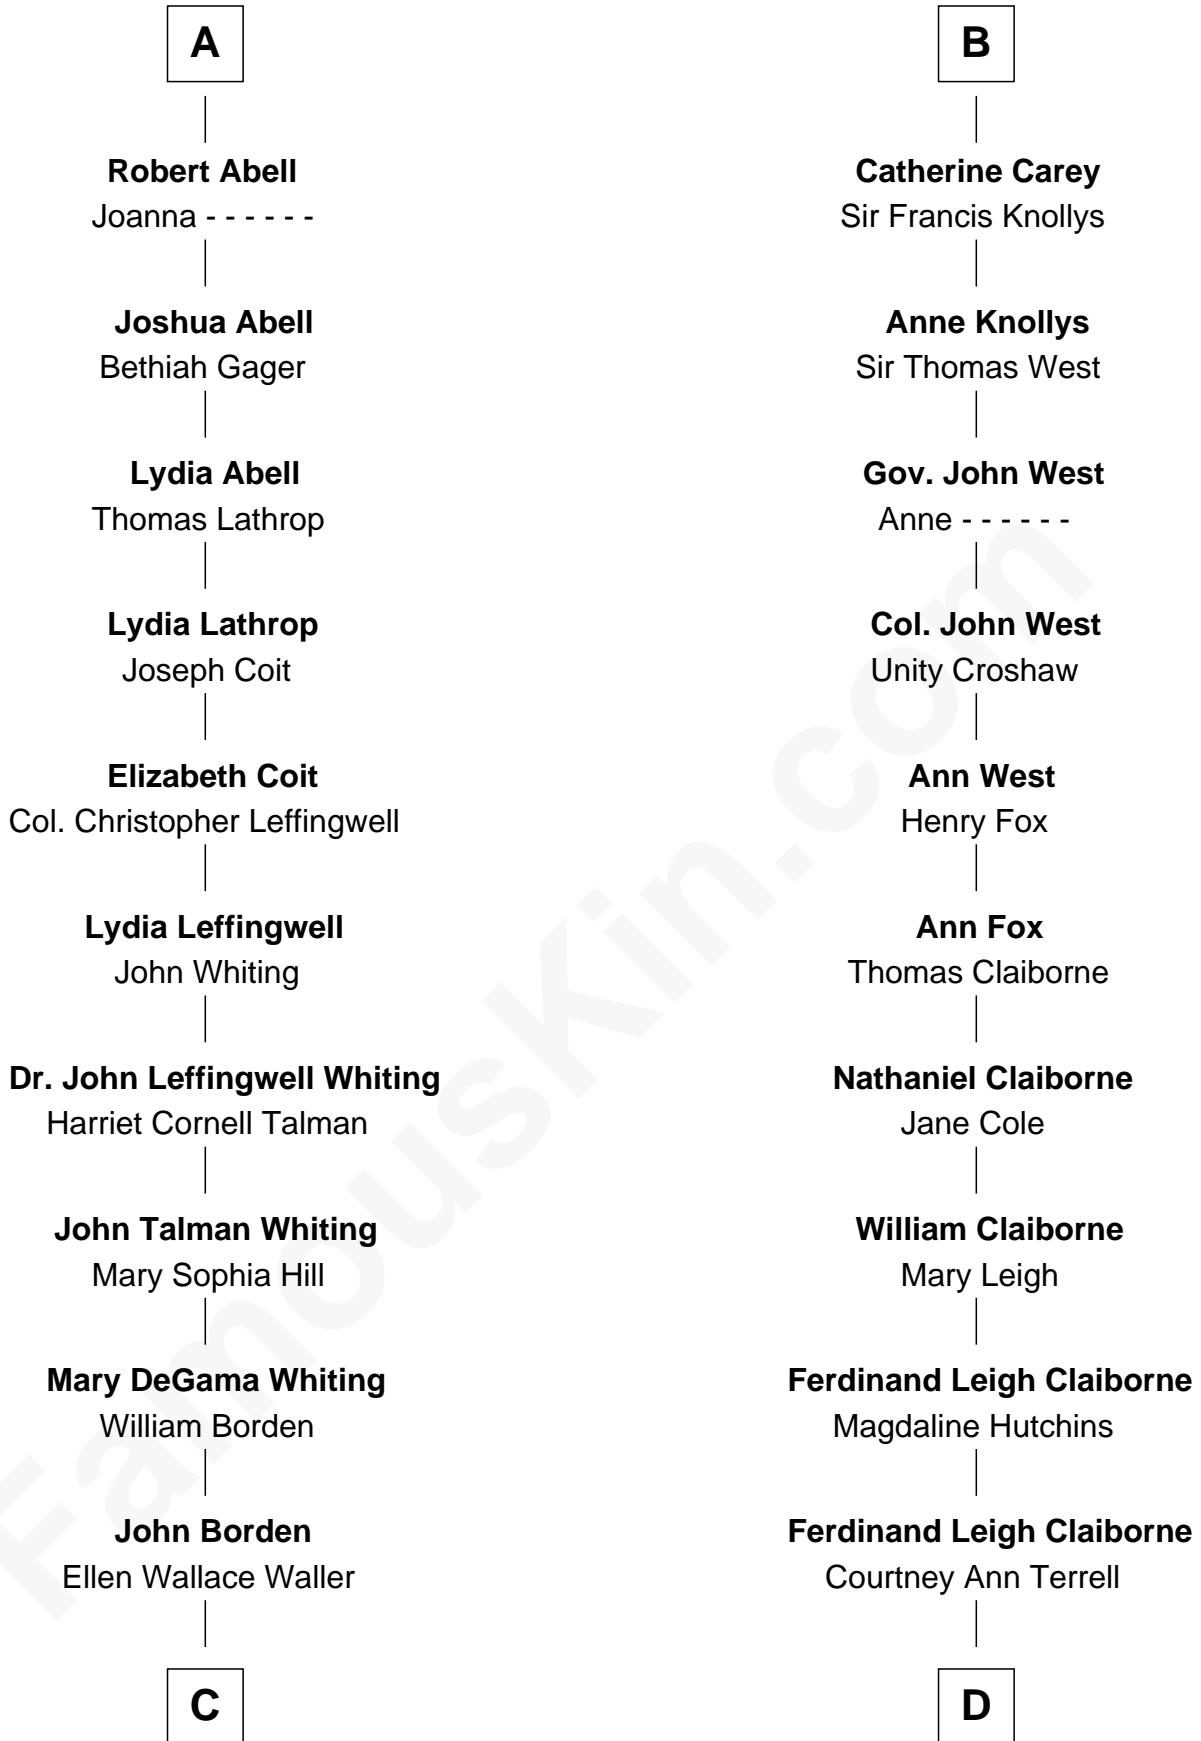 A
Robert Abell
Joanna - - - - - -
Joshua Abell
Bethiah Gager
Lydia Abell
Thomas Lathrop
Lydia Lathrop
Joseph Coit
Elizabeth Coit
Col. Christopher Leffingwell
Lydia Leffingwell
John Whiting
Dr. John Leffingwell Whiting
Harriet Cornell Talman
John Talman Whiting
Mary Sophia Hill
Mary DeGama Whiting
William Borden
John Borden
Ellen Wallace Waller
C
B
Catherine Carey
Sir Francis Knollys
Anne Knollys
Sir Thomas West
Gov. John West
Anne - - - - - -
Col. John West
Unity Croshaw
Ann West
Henry Fox
Ann Fox
Thomas Claiborne
Nathaniel Claiborne
Jane Cole
William Claiborne
Mary Leigh
Ferdinand Leigh Claiborne
Magdaline Hutchins
Ferdinand Leigh Claiborne
Courtney Ann Terrell
D
FamousKin.com